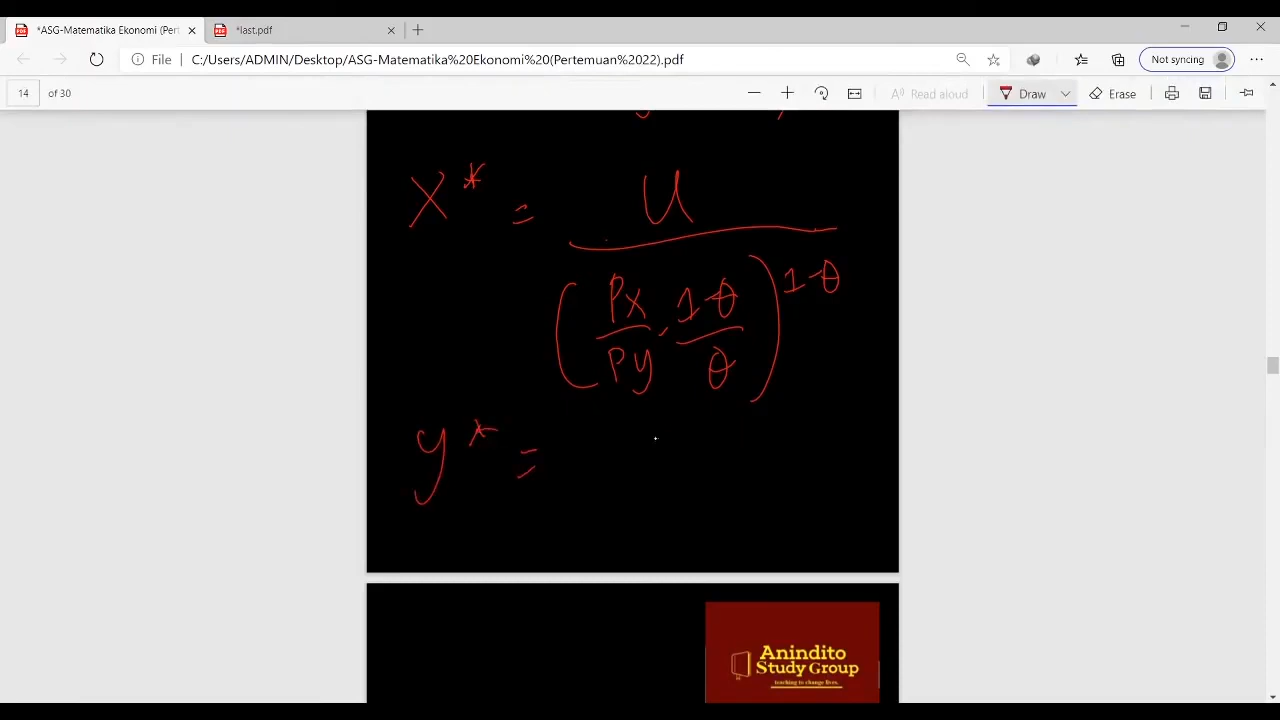 *ASG-Matematika Ekonomi (Pert
*last.pdf
File
C:/Users/ADMIN/Desktop/ASG-Matematika%20Ekonomi%20(Pertemuan%2022).pdf
Not syncing
14 of 30
Read aloud
Draw
Erase
X* = U / (Px/Py · 1-θ/θ)^1-θ
y* =
Anindito
Study Group
teaching to change lives.